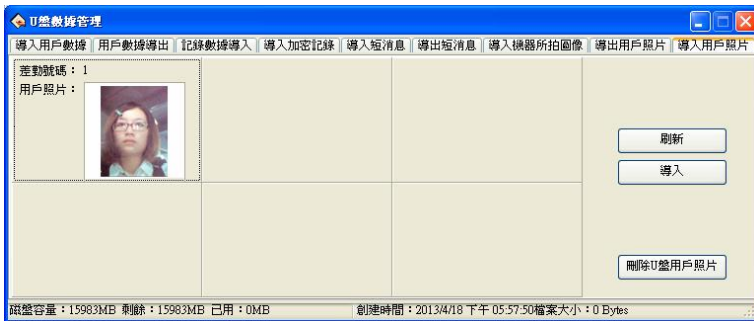 U盤數據管理
導入用戶數據 用戶數據導出 記錄數據導入 導入加密記錄 導入短消息 導出短消息 導入機器所拍圖像 導出用戶照片 導入用戶照片
差勤號碼：1
用戶照片：
刷新
導入
刪除U盤用戶照片
磁盤容量：15983MB 剩餘：15983MB 已用：0MB 創建時間：2013/4/18 下午 05:57:50檔案大小：0 Bytes